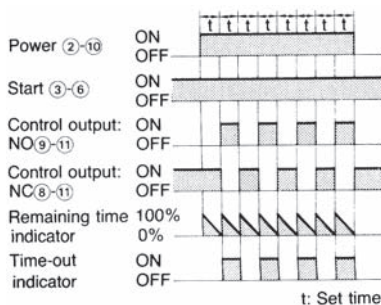 t t t t t t t t
Power ②-⑩ ON
OFF
Start ③-⑥ ON
OFF
Control output: ON
NO⑨-⑪ OFF
Control output: ON
NC⑧-⑪ OFF
Remaining time 100%
indicator 0%
Time-out ON
indicator OFF
t: Set time